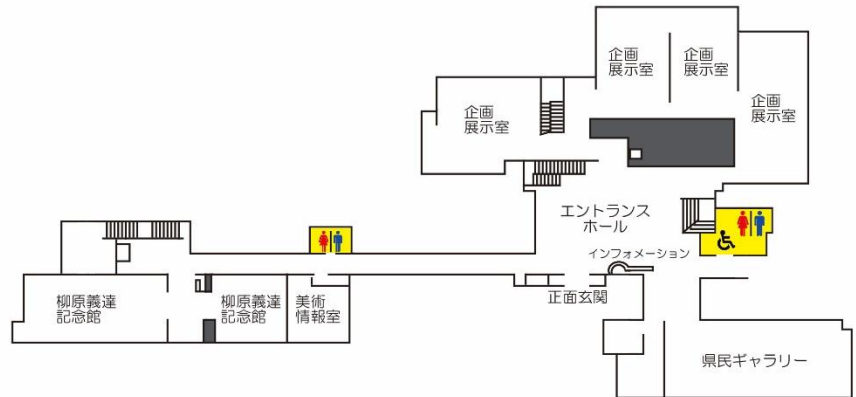 企画
展示室
企画
展示室
企画
展示室
企画
展示室
エントランス
ホール
インフォメーション
正面玄関
柳原義達
記念館
柳原義達
記念館
美術
情報室
県民ギャラリー